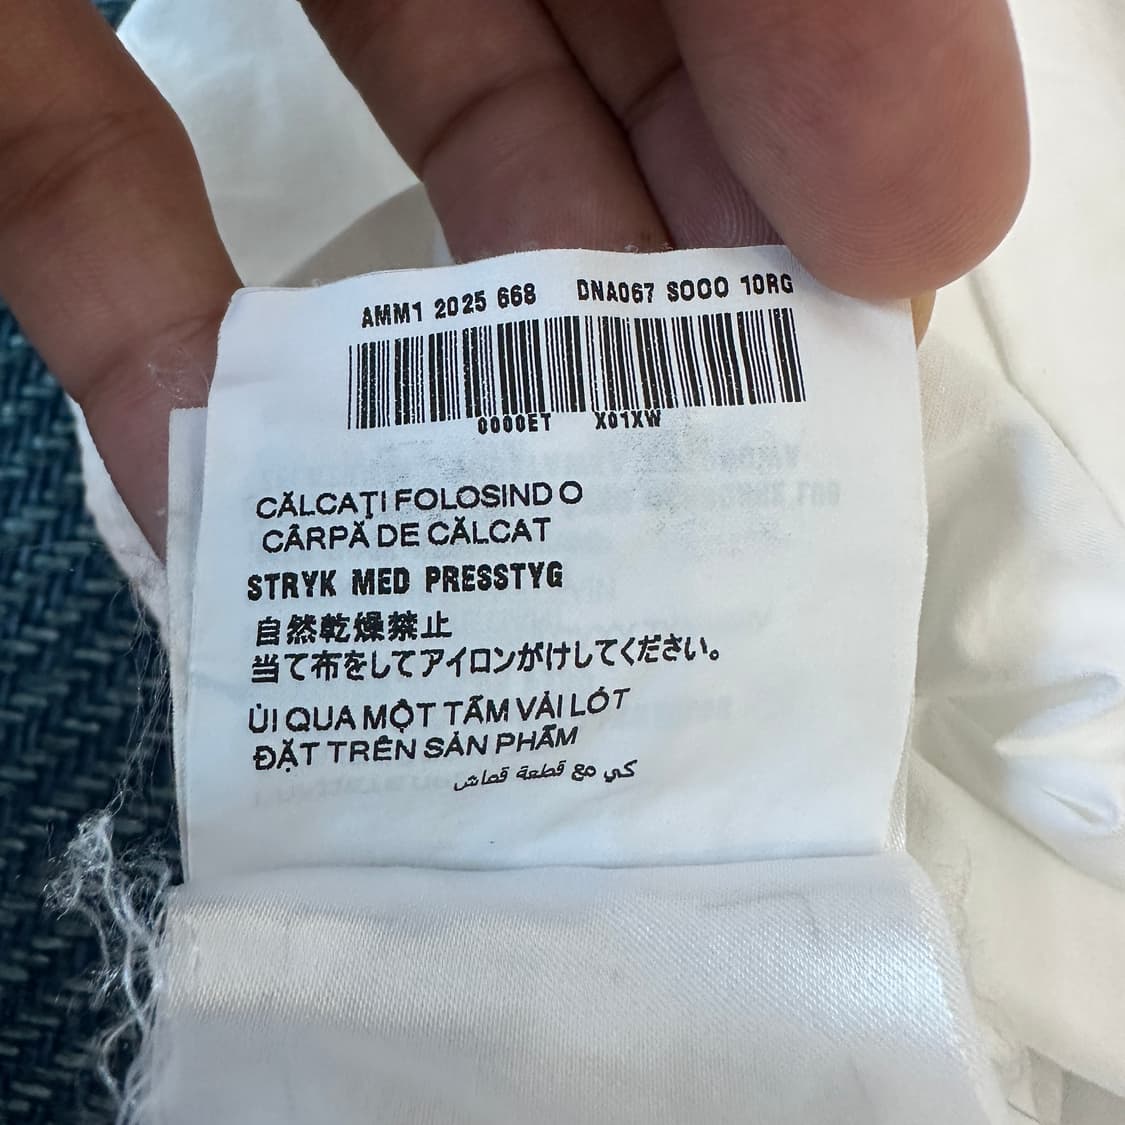 AMM1 2025 668 DNA067 S000 10RG
0000ET X01XW
CĂLCAŢI FOLOSIND O
CÂRPĂ DE CĂLCAT
STRYK MED PRESSTYG
自然乾燥禁止
当て布をしてアイロンがけしてください。
ỦI QUA MỘT TẤM VẢI LÓT
ĐẶT TRÊN SẢN PHẨM
كي مع قطعة قماش